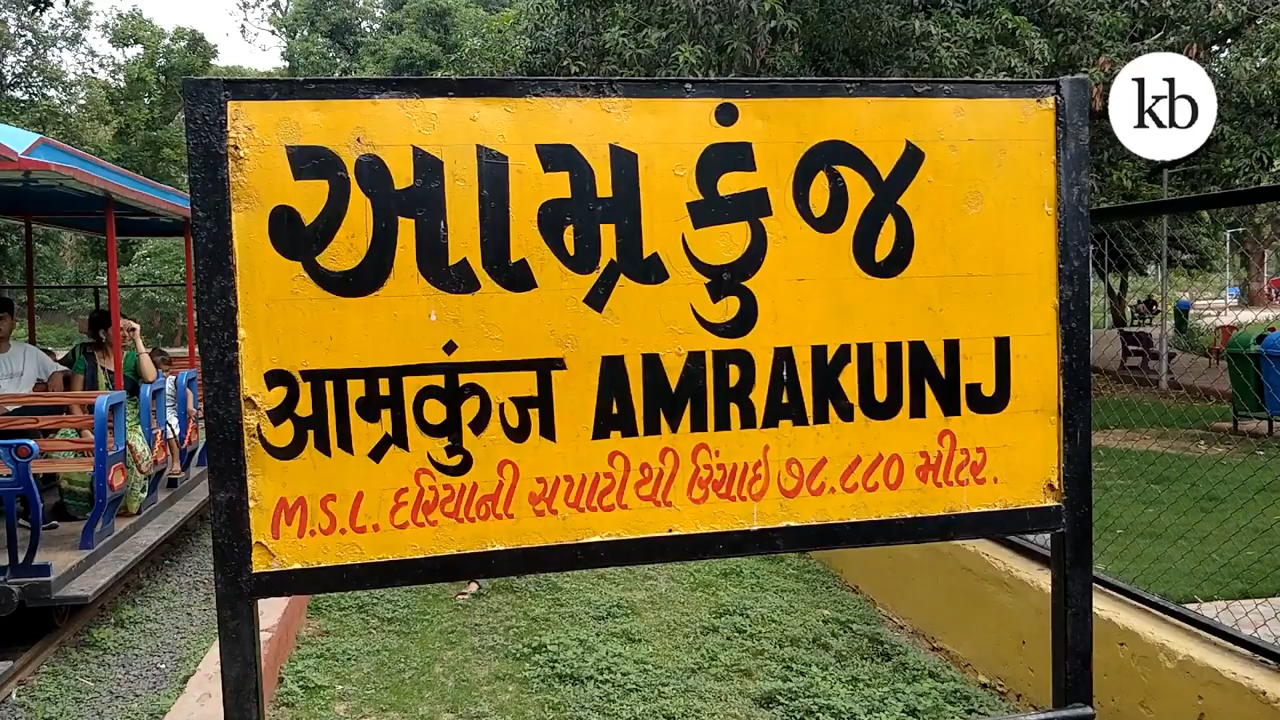 kb
આમ્રકુંજ
आम्रकुंज AMRAKUNJ
M.S.L. દરિયાની સપાટીથી ઊંચાઇ ૭૮.૮૮૦ મીટર.